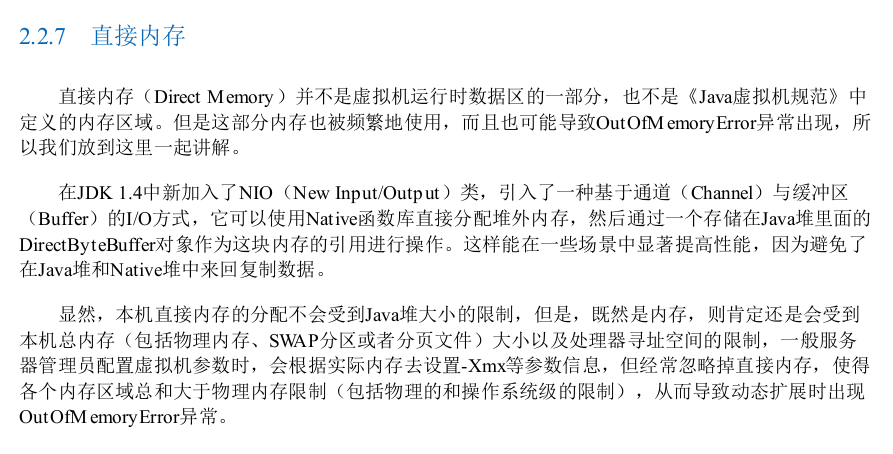 2.2.7 直接内存
直接内存（Direct Memory）并不是虚拟机运行时数据区的一部分，也不是《Java虚拟机规范》中
定义的内存区域。但是这部分内存也被频繁地使用，而且也可能导致OutOfMemoryError异常出现，所
以我们放到这里一起讲解。
在JDK 1.4中新加入了NIO（New Input/Output）类，引入了一种基于通道（Channel）与缓冲区
（Buffer）的I/O方式，它可以使用Native函数库直接分配堆外内存，然后通过一个存储在Java堆里面的
DirectByteBuffer对象作为这块内存的引用进行操作。这样能在一些场景中显著提高性能，因为避免了
在Java堆和Native堆中来回复制数据。
显然，本机直接内存的分配不会受到Java堆大小的限制，但是，既然是内存，则肯定还是会受到
本机总内存（包括物理内存、SWAP分区或者分页文件）大小以及处理器寻址空间的限制，一般服务
器管理员配置虚拟机参数时，会根据实际内存去设置-Xmx等参数信息，但经常忽略掉直接内存，使得
各个内存区域总和大于物理内存限制（包括物理的和操作系统级的限制），从而导致动态扩展时出现
OutOfMemoryError异常。